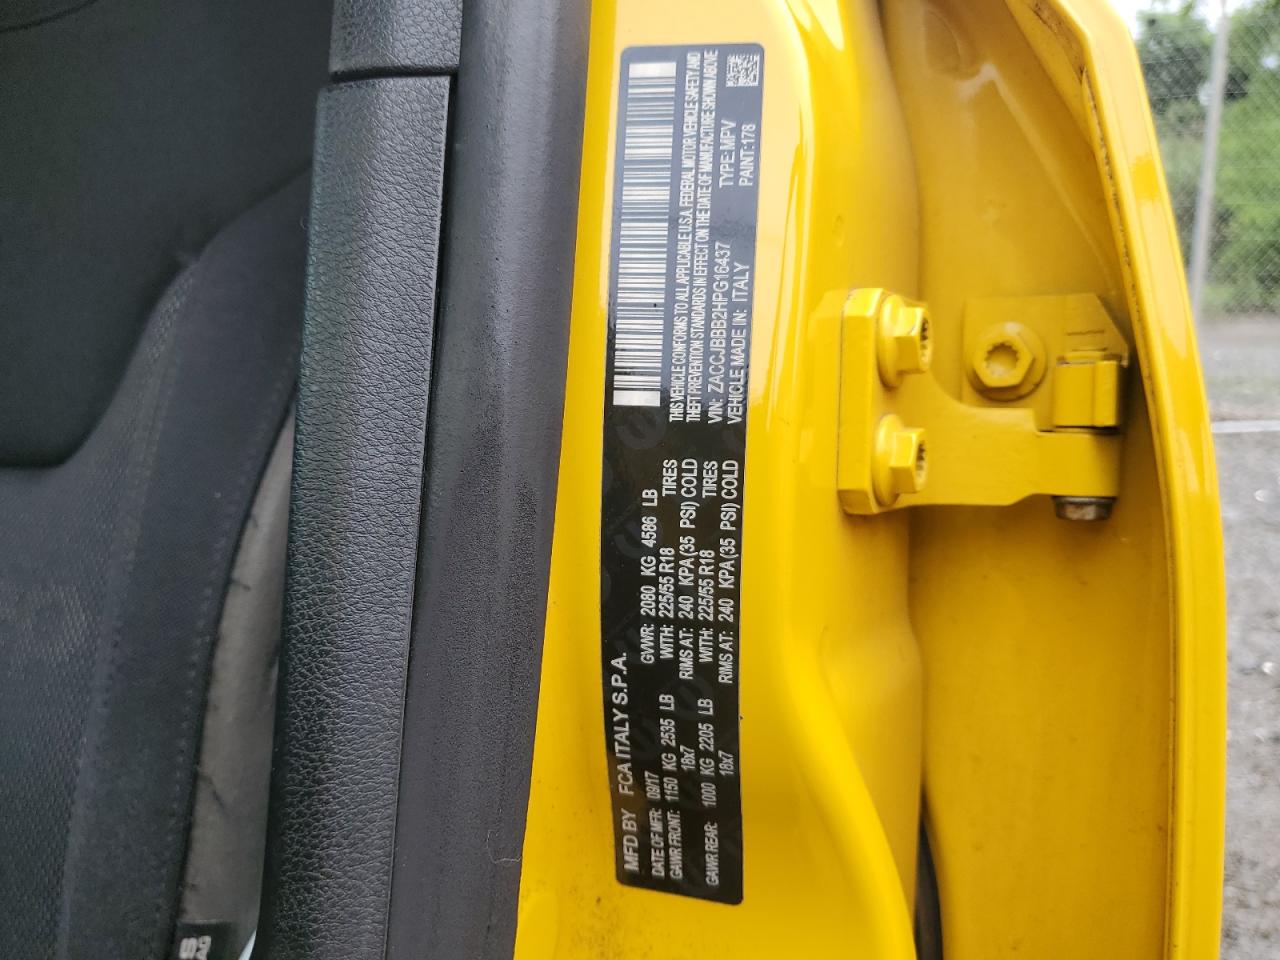 MFD BY FCA ITALY S.P.A.
DATE OF MFR: 09/17 GVWR: 2080 KG 4586 LB
GAWR FRONT: 1150 KG 2535 LB WITH: 225/55 R18 TIRES
18x7 RIMS AT: 240 KPA(35 PSI) COLD
GAWR REAR: 1000 KG 2205 LB WITH: 225/55 R18 TIRES
18x7 RIMS AT: 240 KPA(35 PSI) COLD
THIS VEHICLE CONFORMS TO ALL APPLICABLE U.S.A. FEDERAL MOTOR VEHICLE SAFETY AND
THEFT PREVENTION STANDARDS IN EFFECT ON THE DATE OF MANUFACTURE SHOWN ABOVE
VIN: ZACCJBBB2HPG16437 TYPE: MPV
VEHICLE MADE IN: ITALY PAINT: 178